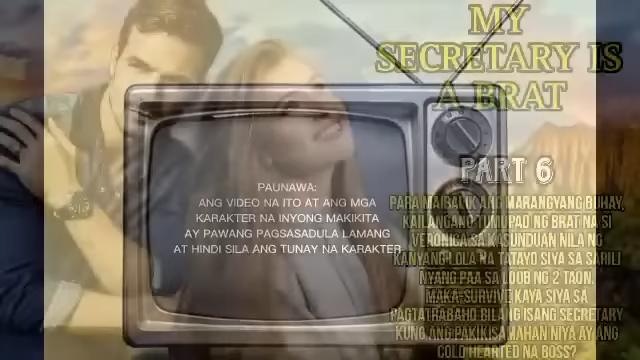 MY
SECRETARY IS
A BRAT
PART 6
PAUNAWA:
ANG VIDEO NA ITO AT ANG MGA
KARAKTER NA INYONG MAKIKITA
AY PAWANG PAGSASADULA LAMANG
AT HINDI SILA ANG TUNAY NA KARAKTER
PARA MAIBALIK ANG MARANGYANG BUHAY,
KAILANGANG TUMUPAD NG BRAT NA SI
VERONICA SA KASUNDUAN NILA NG
KANYANG LOLA NA TATAYO SIYA SA SARILI
NIYANG PAA SA LOOB NG 2 TAON.
MAKA-SURVIVE KAYA SIYA SA
PAGTATRABAHO BILANG ISANG SECRETARY
KUNG ANG PAKIKISAMAHAN NIYA AY ANG
COLD HEARTED NA BOSS?